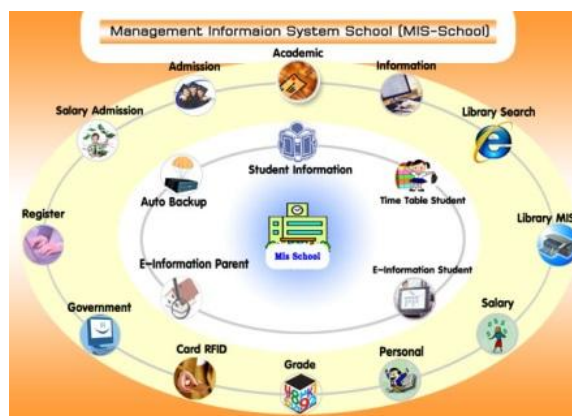 Management Informaion System School (MIS-School)
Academic
Admission
Information
Salary Admission
Library Search
Student Information
Auto Backup
Time Table Student
Register
Library MIS
Mis School
E-Information Parent
E-Information Student
Government
Salary
Card RFID
Grade
Personal